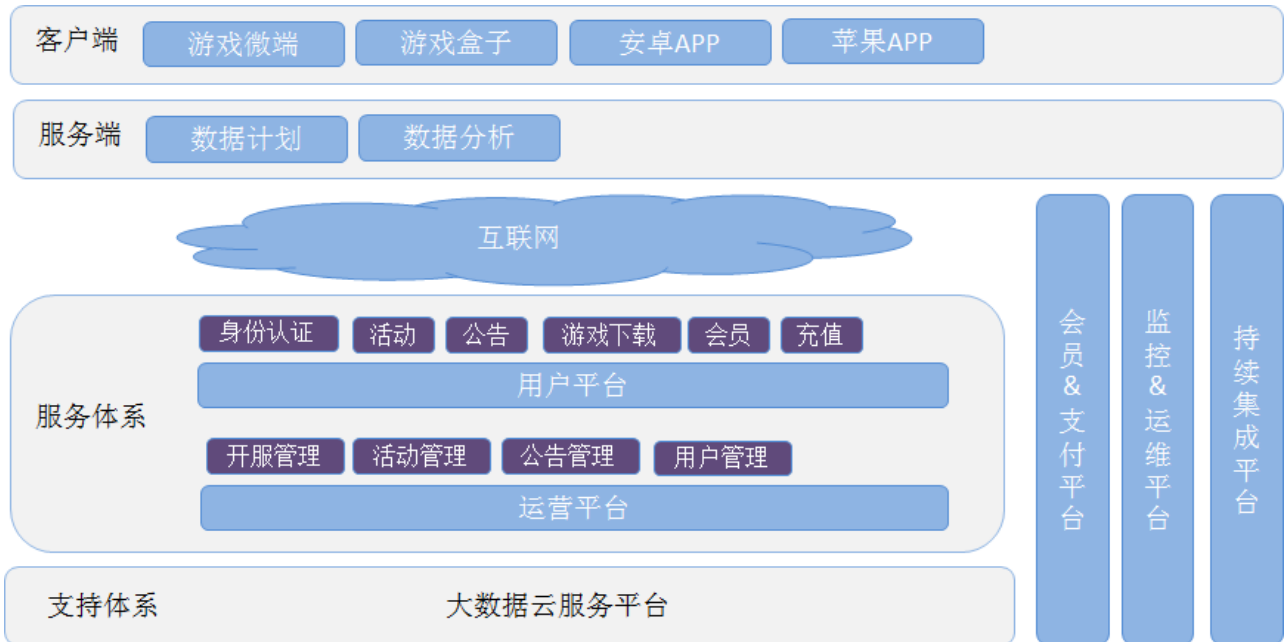 客户端 游戏微端 游戏盒子 安卓APP 苹果APP
服务端 数据计划 数据分析
互联网
身份认证 活动 公告 游戏下载 会员 充值
用户平台
服务体系
开服管理 活动管理 公告管理 用户管理
运营平台
支持体系 大数据云服务平台
会员&支付平台
监控&运维平台
持续集成平台